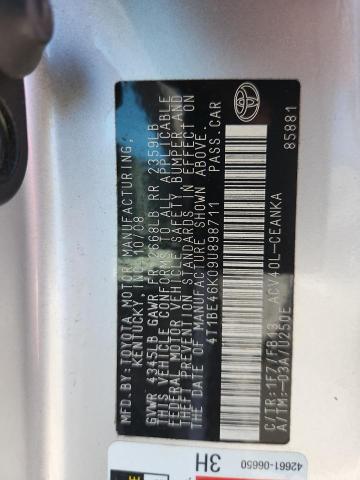 MFD.BY:TOYOTA MOTOR MANUFACTURING,
KENTUCKY, INC. 10/08
GVWR 4345LB GAWR FR 2668LB RR 2359LB
THIS VEHICLE CONFORMS TO ALL APPLICABLE
FEDERAL MOTOR VEHICLE SAFETY, BUMPER, AND
THEFT PREVENTION STANDARDS IN EFFECT
ON THE DATE OF MANUFACTURE SHOWN ABOVE.
4T1BE46K09U898711 PASS.CAR
C/TR:1F7/FB13 ACV40L-CEANKA
A/TM:-03A/U250E 85881
TOYOTA
42661-06650
3H